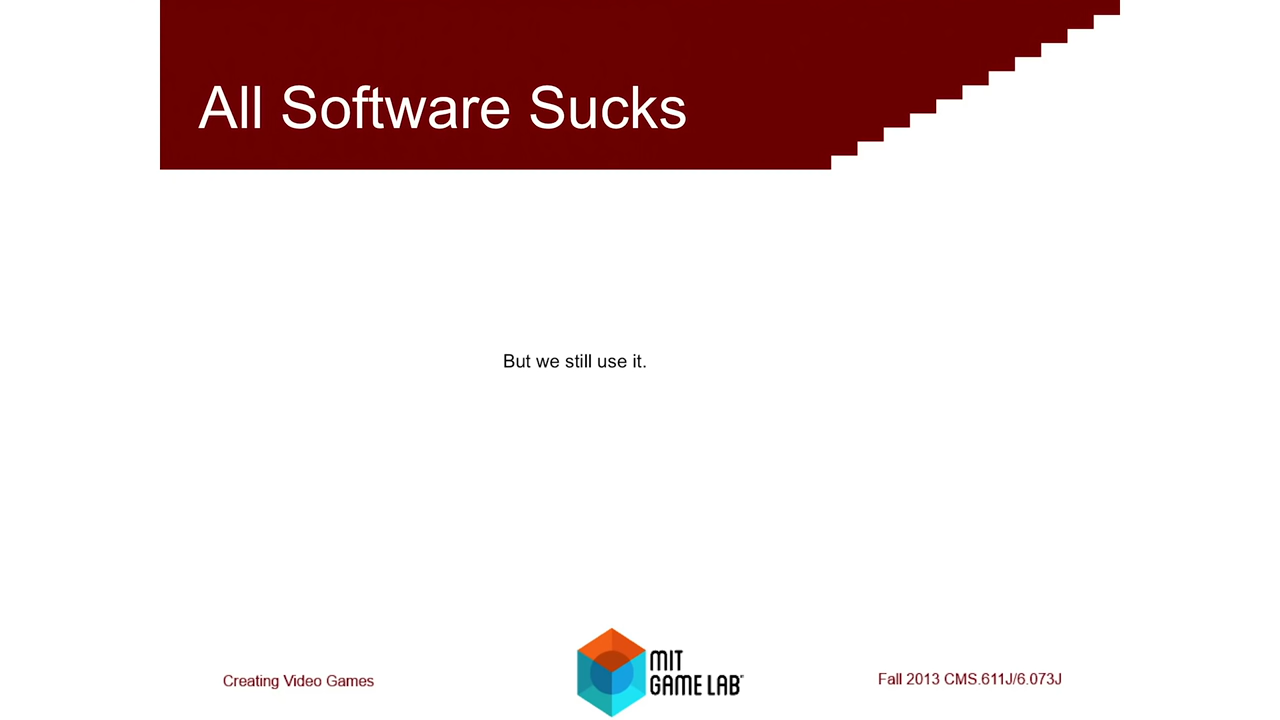 All Software Sucks
But we still use it.
Creating Video Games
MIT
GAME LAB
Fall 2013 CMS.611J/6.073J